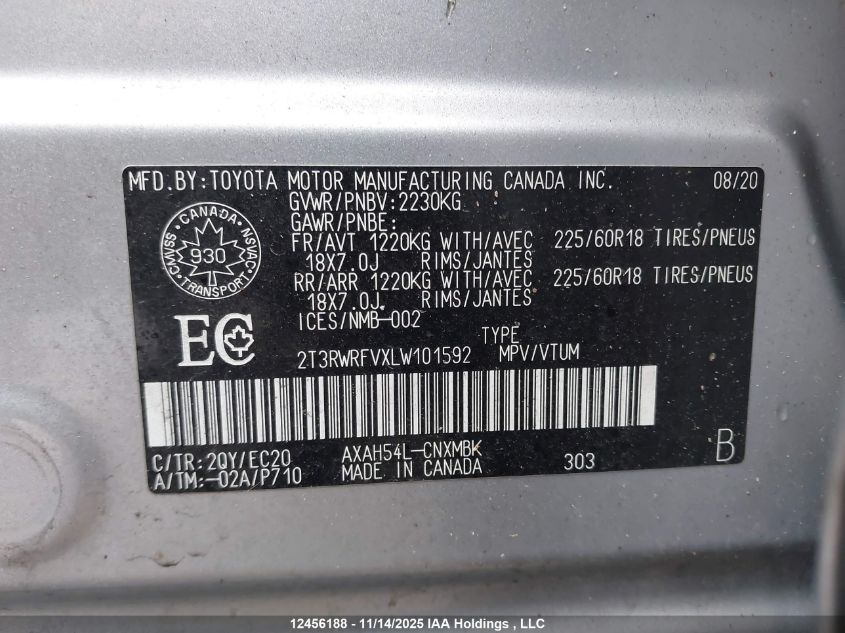 MFD.BY:TOYOTA MOTOR MANUFACTURING CANADA INC. 08/20
GVWR/PNBV:2230KG
GAWR/PNBE:
FR/AVT 1220KG WITH/AVEC 225/60R18 TIRES/PNEUS
18X7.0J RIMS/JANTES
RR/ARR 1220KG WITH/AVEC 225/60R18 TIRES/PNEUS
18X7.0J RIMS/JANTES
ICES/NMB-002
CANADA
CMVSS 930 NSVAC
TRANSPORT
EC
TYPE
2T3RWRFVXLW101592 MPV/VTUM
C/TR:2QY/EC20 AXAH54L-CNXMBK
A/TM:-02A/P710 MADE IN CANADA 303 B
12456188 - 11/14/2025 IAA Holdings , LLC